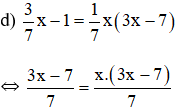 d) 3/7 x − 1 = 1/7 x(3x − 7)
⇔ (3x − 7)/7 = x.(3x − 7)/7